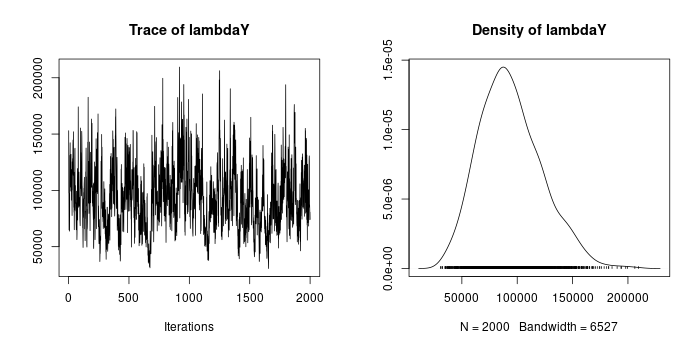 Trace of lambdaY
200000
150000
100000
50000
0
500
1000
1500
2000
Iterations
Density of lambdaY
1.5e-05
1.0e-05
5.0e-06
0.0e+00
50000
100000
150000
200000
N = 2000 Bandwidth = 6527